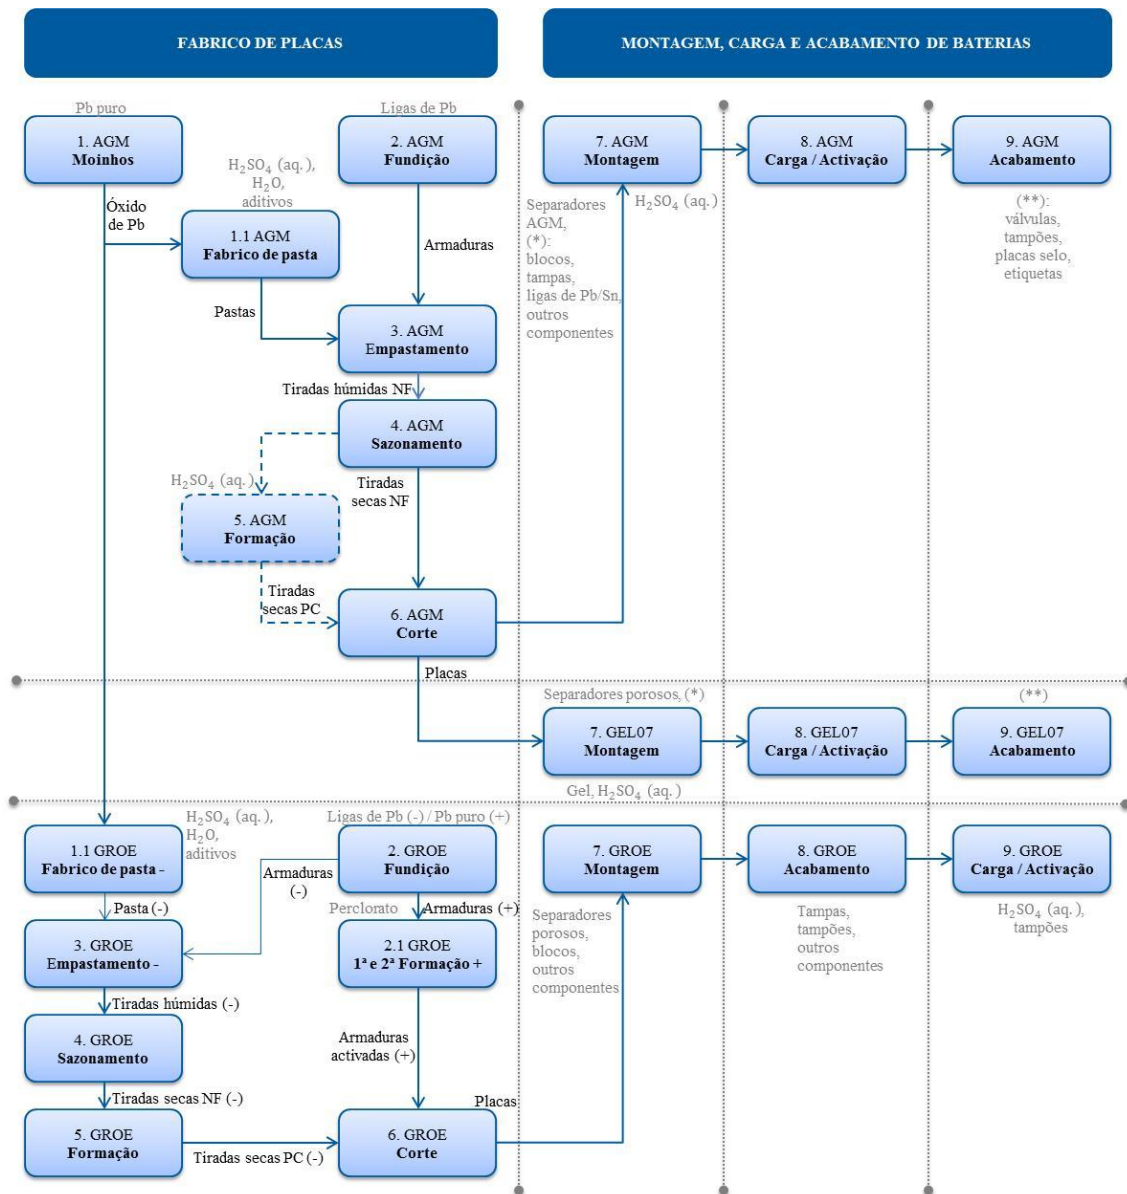 FABRICO DE PLACAS
MONTAGEM, CARGA E ACABAMENTO DE BATERIAS
Pb puro
1. AGM
Moinhos
Óxido
de Pb
H₂SO₄ (aq.),
H₂O,
aditivos
1.1 AGM
Fabrico de pasta
Pastas
Ligas de Pb
2. AGM
Fundição
Armaduras
3. AGM
Empastamento
Tiradas húmidas NF
4. AGM
Sazonamento
H₂SO₄ (aq.)
5. AGM
Formação
Tiradas
secas NF
Tiradas
secas PC
6. AGM
Corte
Placas
7. AGM
Montagem
Separadores
AGM,
(*):
blocos,
tampas,
ligas de Pb/Sn,
outros
componentes
H₂SO₄ (aq.)
8. AGM
Carga / Activação
9. AGM
Acabamento
(**):
válvulas,
tampões,
placas selo,
etiquetas
Separadores porosos, (*)
7. GEL07
Montagem
Gel, H₂SO₄ (aq.)
8. GEL07
Carga / Activação
(**)
9. GEL07
Acabamento
1.1 GROE
Fabrico de pasta -
H₂SO₄ (aq.),
H₂O,
aditivos
Pasta (-)
3. GROE
Empastamento -
Tiradas húmidas (-)
4. GROE
Sazonamento
Tiradas secas NF (-)
5. GROE
Formação
Tiradas secas PC (-)
Ligas de Pb (-) / Pb puro (+)
2. GROE
Fundição
Armaduras
(-)
Perclorato
Armaduras (+)
2.1 GROE
1ª e 2ª Formação +
Armaduras
activadas (+)
6. GROE
Corte
Placas
7. GROE
Montagem
Separadores
porosos,
blocos,
outros
componentes
8. GROE
Acabamento
Tampas,
tampões,
outros
componentes
9. GROE
Carga / Activação
H₂SO₄ (aq.),
tampões